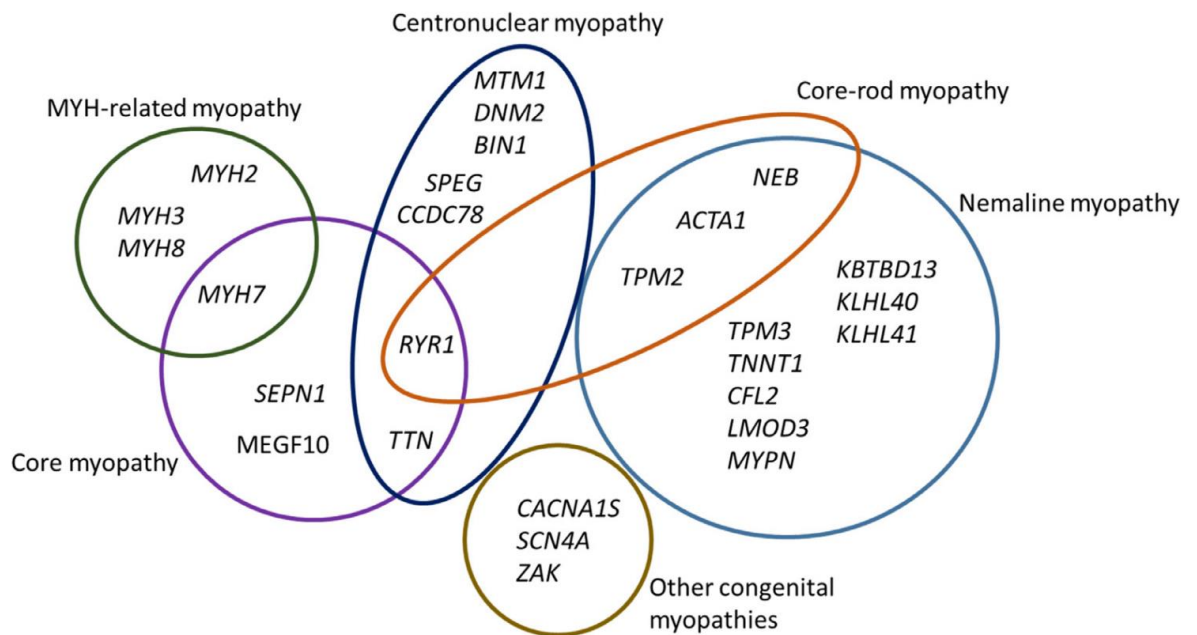 Centronuclear myopathy
MTM1
DNM2
BIN1
SPEG
CCDC78
MYH-related myopathy
MYH2
MYH3
MYH8
MYH7
Core-rod myopathy
NEB
ACTA1
TPM2
Nemaline myopathy
KBTBD13
KLHL40
KLHL41
TPM3
TNNT1
CFL2
LMOD3
MYPN
RYR1
SEPN1
MEGF10
TTN
Core myopathy
CACNA1S
SCN4A
ZAK
Other congenital
myopathies